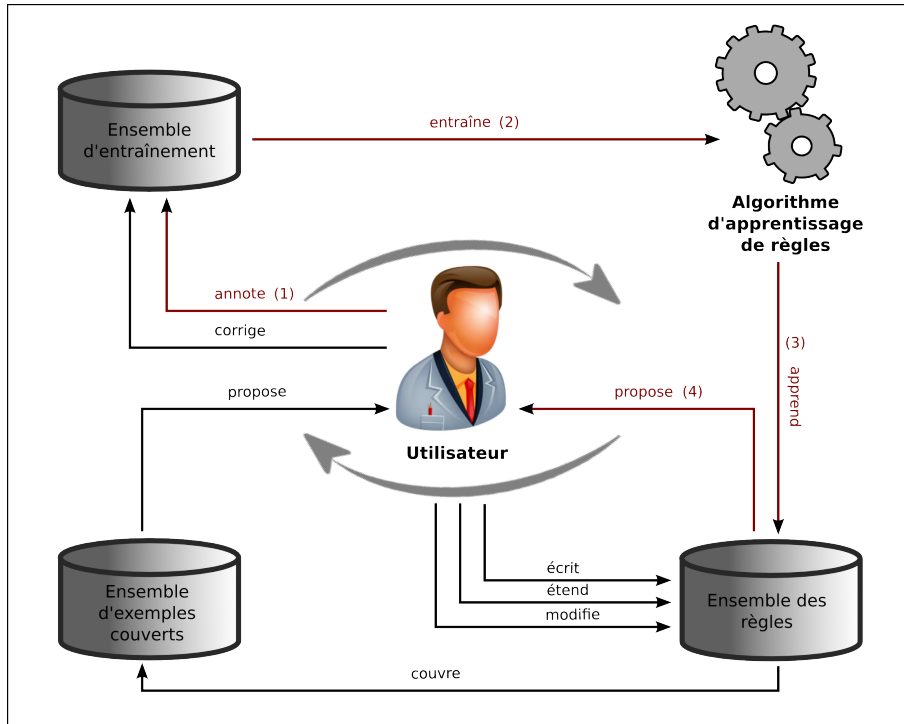 Ensemble
d'entraînement
entraîne (2)
Algorithme
d'apprentissage
de règles
annote (1)
corrige
(3)
apprend
propose
propose (4)
Utilisateur
écrit
étend
modifie
Ensemble
d'exemples
couverts
Ensemble des
règles
couvre